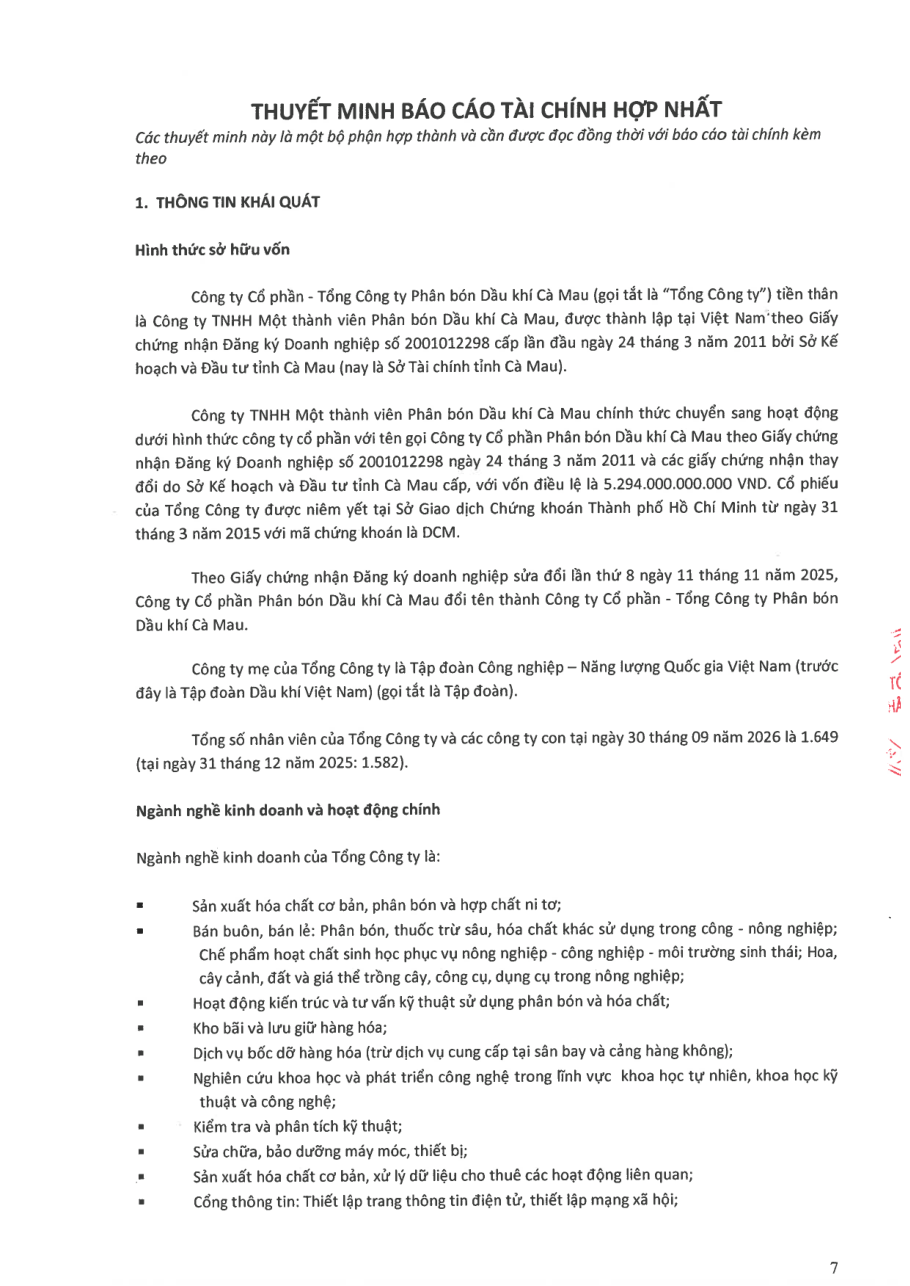 THUYẾT MINH BÁO CÁO TÀI CHÍNH HỢP NHẤT
Các thuyết minh này là một bộ phận hợp thành và cần được đọc đồng thời với báo cáo tài chính kèm
theo
1. THÔNG TIN KHÁI QUÁT
Hình thức sở hữu vốn
Công ty Cổ phần - Tổng Công ty Phân bón Dầu khí Cà Mau (gọi tắt là “Tổng Công ty”) tiền thân
là Công ty TNHH Một thành viên Phân bón Dầu khí Cà Mau, được thành lập tại Việt Nam theo Giấy
chứng nhận Đăng ký Doanh nghiệp số 2001012298 cấp lần đầu ngày 24 tháng 3 năm 2011 bởi Sở Kế
hoạch và Đầu tư tỉnh Cà Mau (nay là Sở Tài chính tỉnh Cà Mau).
Công ty TNHH Một thành viên Phân bón Dầu khí Cà Mau chính thức chuyển sang hoạt động
dưới hình thức công ty cổ phần với tên gọi Công ty Cổ phần Phân bón Dầu khí Cà Mau theo Giấy chứng
nhận Đăng ký Doanh nghiệp số 2001012298 ngày 24 tháng 3 năm 2011 và các giấy chứng nhận thay
đổi do Sở Kế hoạch và Đầu tư tỉnh Cà Mau cấp, với vốn điều lệ là 5.294.000.000.000 VND. Cổ phiếu
của Tổng Công ty được niêm yết tại Sở Giao dịch Chứng khoán Thành phố Hồ Chí Minh từ ngày 31
tháng 3 năm 2015 với mã chứng khoán là DCM.
Theo Giấy chứng nhận Đăng ký doanh nghiệp sửa đổi lần thứ 8 ngày 11 tháng 11 năm 2025,
Công ty Cổ phần Phân bón Dầu khí Cà Mau đổi tên thành Công ty Cổ phần - Tổng Công ty Phân bón
Dầu khí Cà Mau.
Công ty mẹ của Tổng Công ty là Tập đoàn Công nghiệp – Năng lượng Quốc gia Việt Nam (trước
đây là Tập đoàn Dầu khí Việt Nam) (gọi tắt là Tập đoàn).
Tổng số nhân viên của Tổng Công ty và các công ty con tại ngày 30 tháng 09 năm 2026 là 1.649
(tại ngày 31 tháng 12 năm 2025: 1.582).
Ngành nghề kinh doanh và hoạt động chính
Ngành nghề kinh doanh của Tổng Công ty là:
▪ Sản xuất hóa chất cơ bản, phân bón và hợp chất ni tơ;
▪ Bán buôn, bán lẻ: Phân bón, thuốc trừ sâu, hóa chất khác sử dụng trong công - nông nghiệp;
Chế phẩm hoạt chất sinh học phục vụ nông nghiệp - công nghiệp - môi trường sinh thái; Hoa,
cây cảnh, đất và giá thể trồng cây, công cụ, dụng cụ trong nông nghiệp;
▪ Hoạt động kiến trúc và tư vấn kỹ thuật sử dụng phân bón và hóa chất;
▪ Kho bãi và lưu giữ hàng hóa;
▪ Dịch vụ bốc dỡ hàng hóa (trừ dịch vụ cung cấp tại sân bay và cảng hàng không);
▪ Nghiên cứu khoa học và phát triển công nghệ trong lĩnh vực khoa học tự nhiên, khoa học kỹ
thuật và công nghệ;
▪ Kiểm tra và phân tích kỹ thuật;
▪ Sửa chữa, bảo dưỡng máy móc, thiết bị;
▪ Sản xuất hóa chất cơ bản, xử lý dữ liệu cho thuê các hoạt động liên quan;
▪ Cổng thông tin: Thiết lập trang thông tin điện tử, thiết lập mạng xã hội;
7